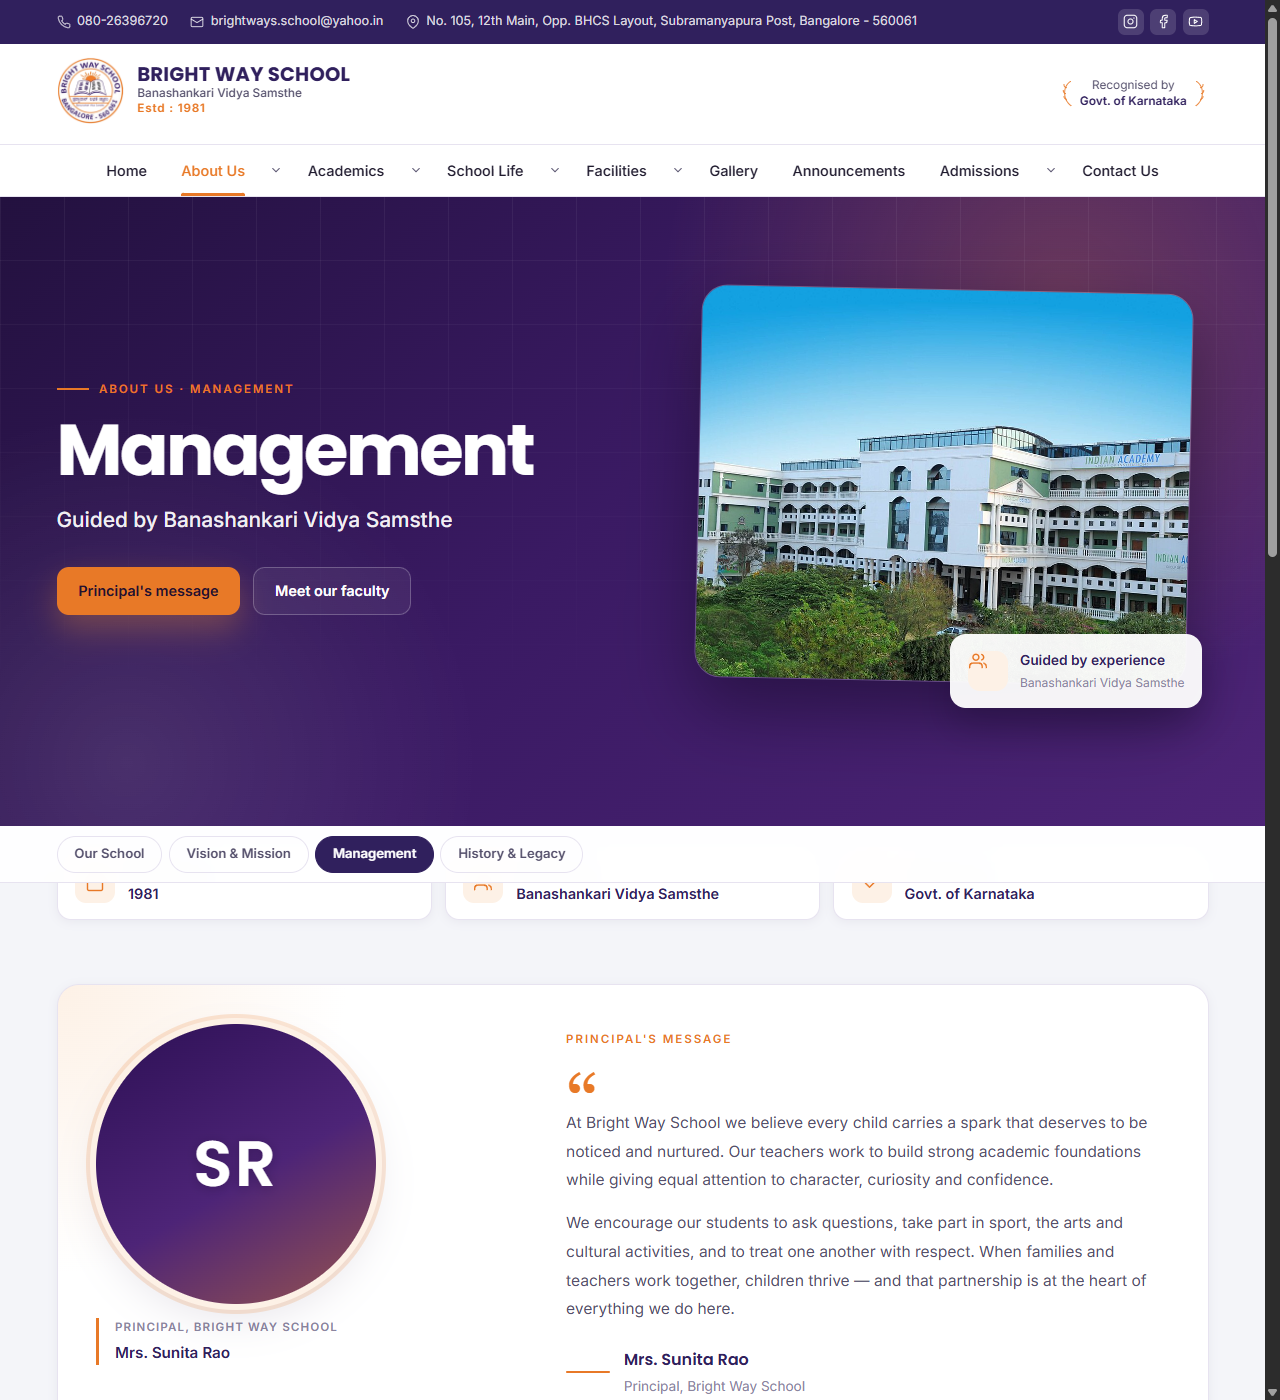 080-26396720
brightways.school@yahoo.in
No. 105, 12th Main, Opp. BHCS Layout, Subramanyapura Post, Bangalore - 560061
BRIGHT WAY SCHOOL
BANGALORE - 560 061
BRIGHT WAY SCHOOL
Banashankari Vidya Samsthe
Estd : 1981
Recognised by
Govt. of Karnataka
Home
About Us
Academics
School Life
Facilities
Gallery
Announcements
Admissions
Contact Us
ABOUT US · MANAGEMENT
Management
Guided by Banashankari Vidya Samsthe
Principal's message
Meet our faculty
INDIAN ACADEMY
INDIAN
Guided by experience
Banashankari Vidya Samsthe
Our School
Vision & Mission
Management
History & Legacy
1981
Banashankari Vidya Samsthe
Govt. of Karnataka
SR
PRINCIPAL, BRIGHT WAY SCHOOL
Mrs. Sunita Rao
PRINCIPAL'S MESSAGE
“
At Bright Way School we believe every child carries a spark that deserves to be
noticed and nurtured. Our teachers work to build strong academic foundations
while giving equal attention to character, curiosity and confidence.
We encourage our students to ask questions, take part in sport, the arts and
cultural activities, and to treat one another with respect. When families and
teachers work together, children thrive — and that partnership is at the heart of
everything we do here.
Mrs. Sunita Rao
Principal, Bright Way School